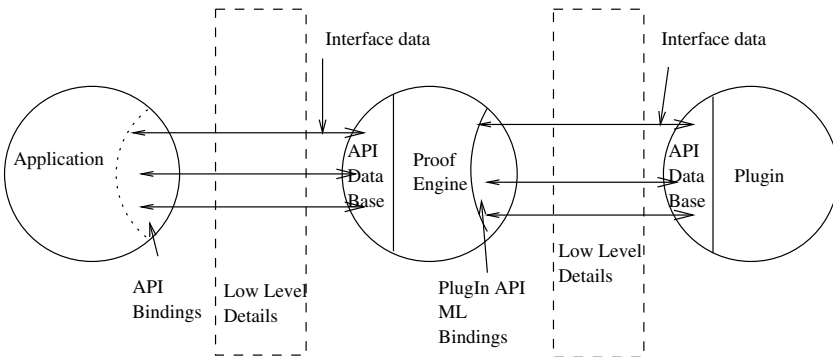 Interface data
Interface data
Application
API
Data
Base
Proof
Engine
API
Data
Base
Plugin
API
Bindings
Low Level
Details
PlugIn API
ML
Bindings
Low Level
Details